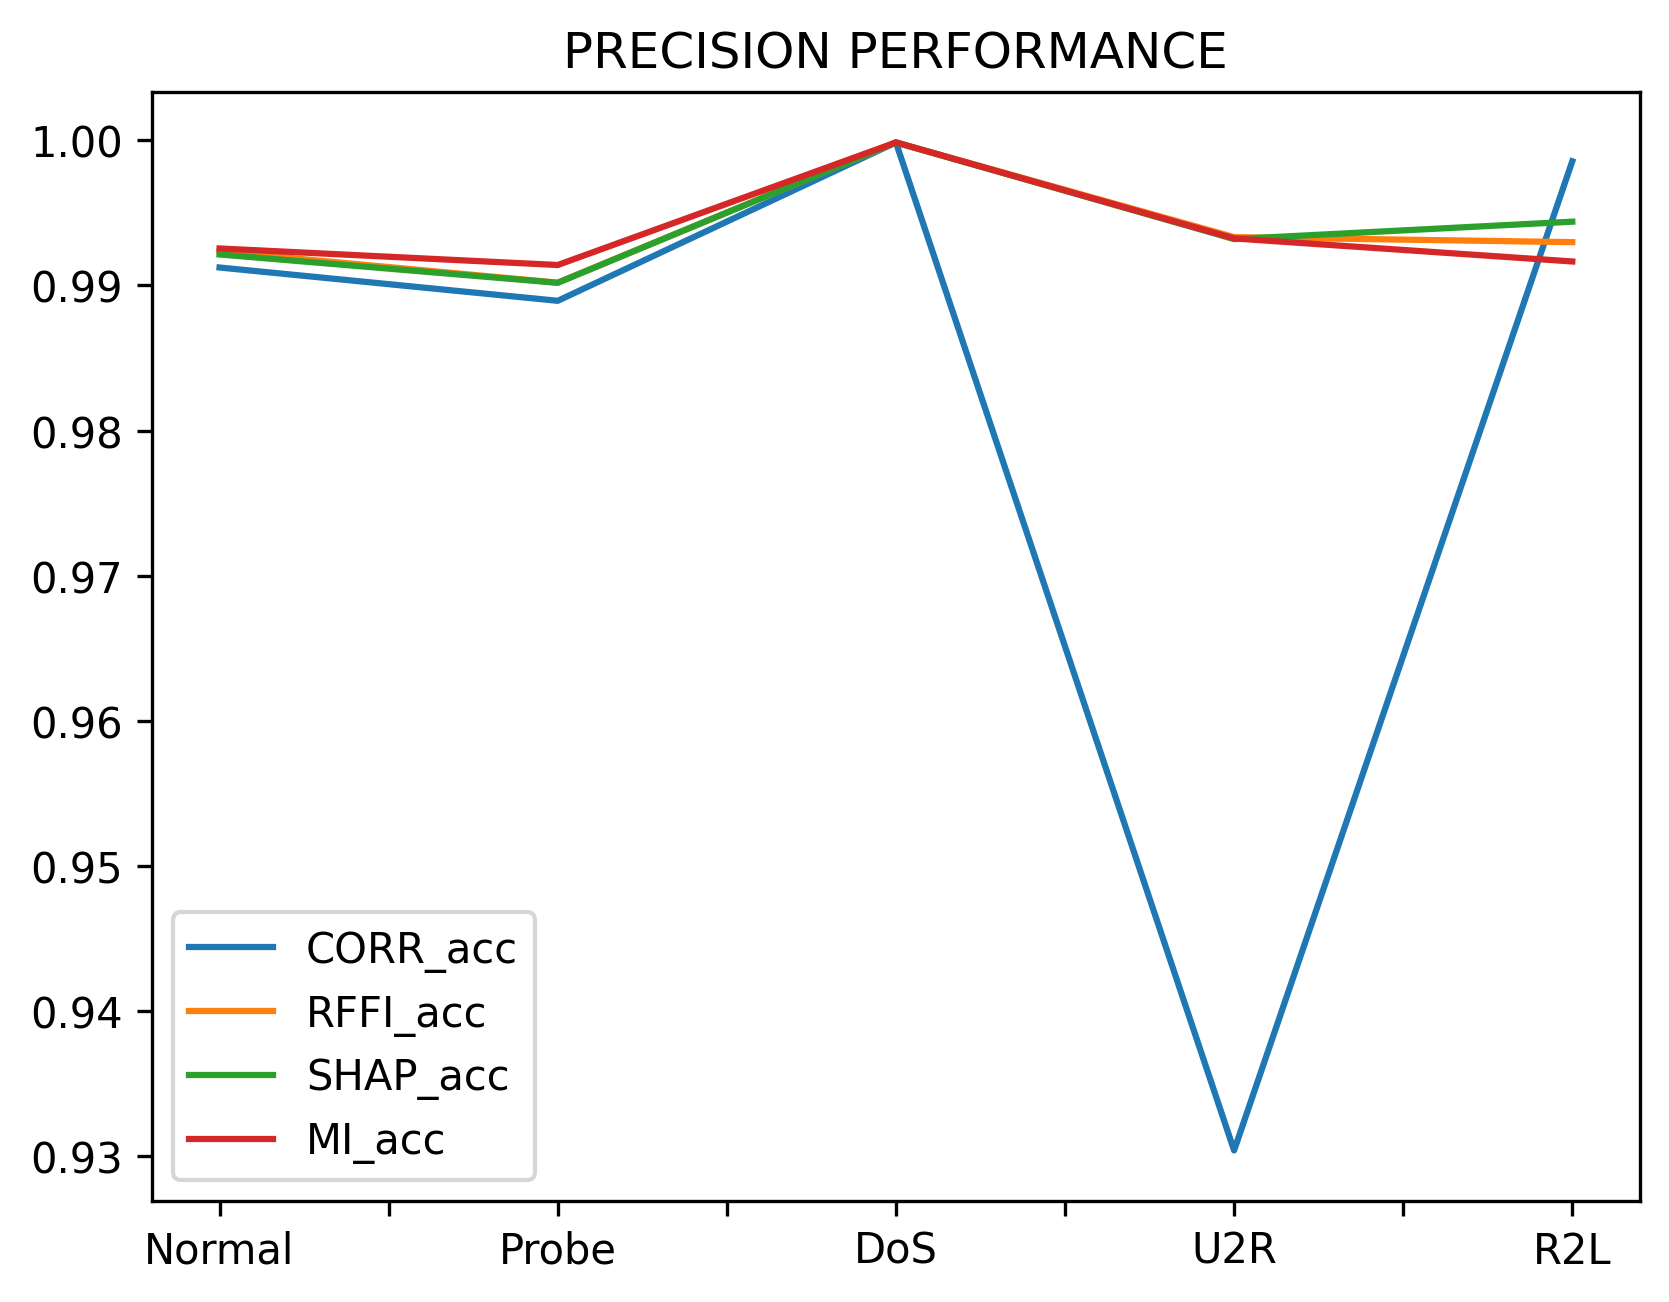 PRECISION PERFORMANCE
1.00
0.99
0.98
0.97
0.96
0.95
0.94
0.93
CORR_acc
RFFI_acc
SHAP_acc
MI_acc
Normal Probe DoS U2R R2L